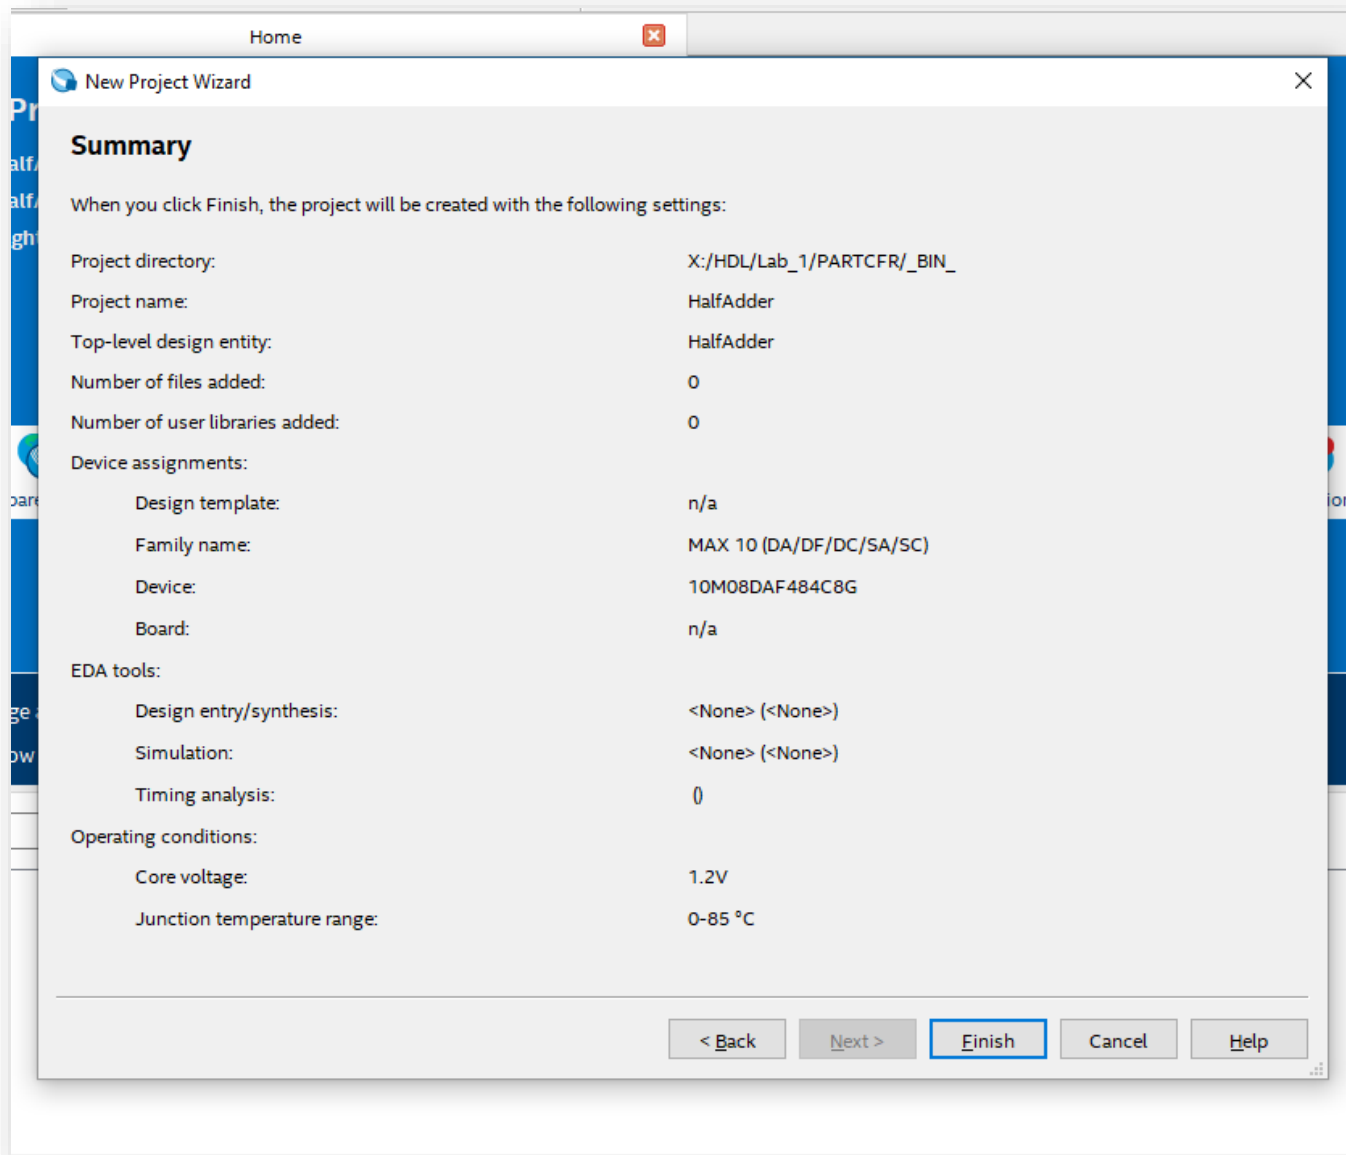 Home
New Project Wizard
Summary
When you click Finish, the project will be created with the following settings:
Project directory: X:/HDL/Lab_1/PARTCFR/_BIN_
Project name: HalfAdder
Top-level design entity: HalfAdder
Number of files added: 0
Number of user libraries added: 0
Device assignments:
Design template: n/a
Family name: MAX 10 (DA/DF/DC/SA/SC)
Device: 10M08DAF484C8G
Board: n/a
EDA tools:
Design entry/synthesis: <None> (<None>)
Simulation: <None> (<None>)
Timing analysis: ()
Operating conditions:
Core voltage: 1.2V
Junction temperature range: 0-85 °C
< Back Next > Finish Cancel Help